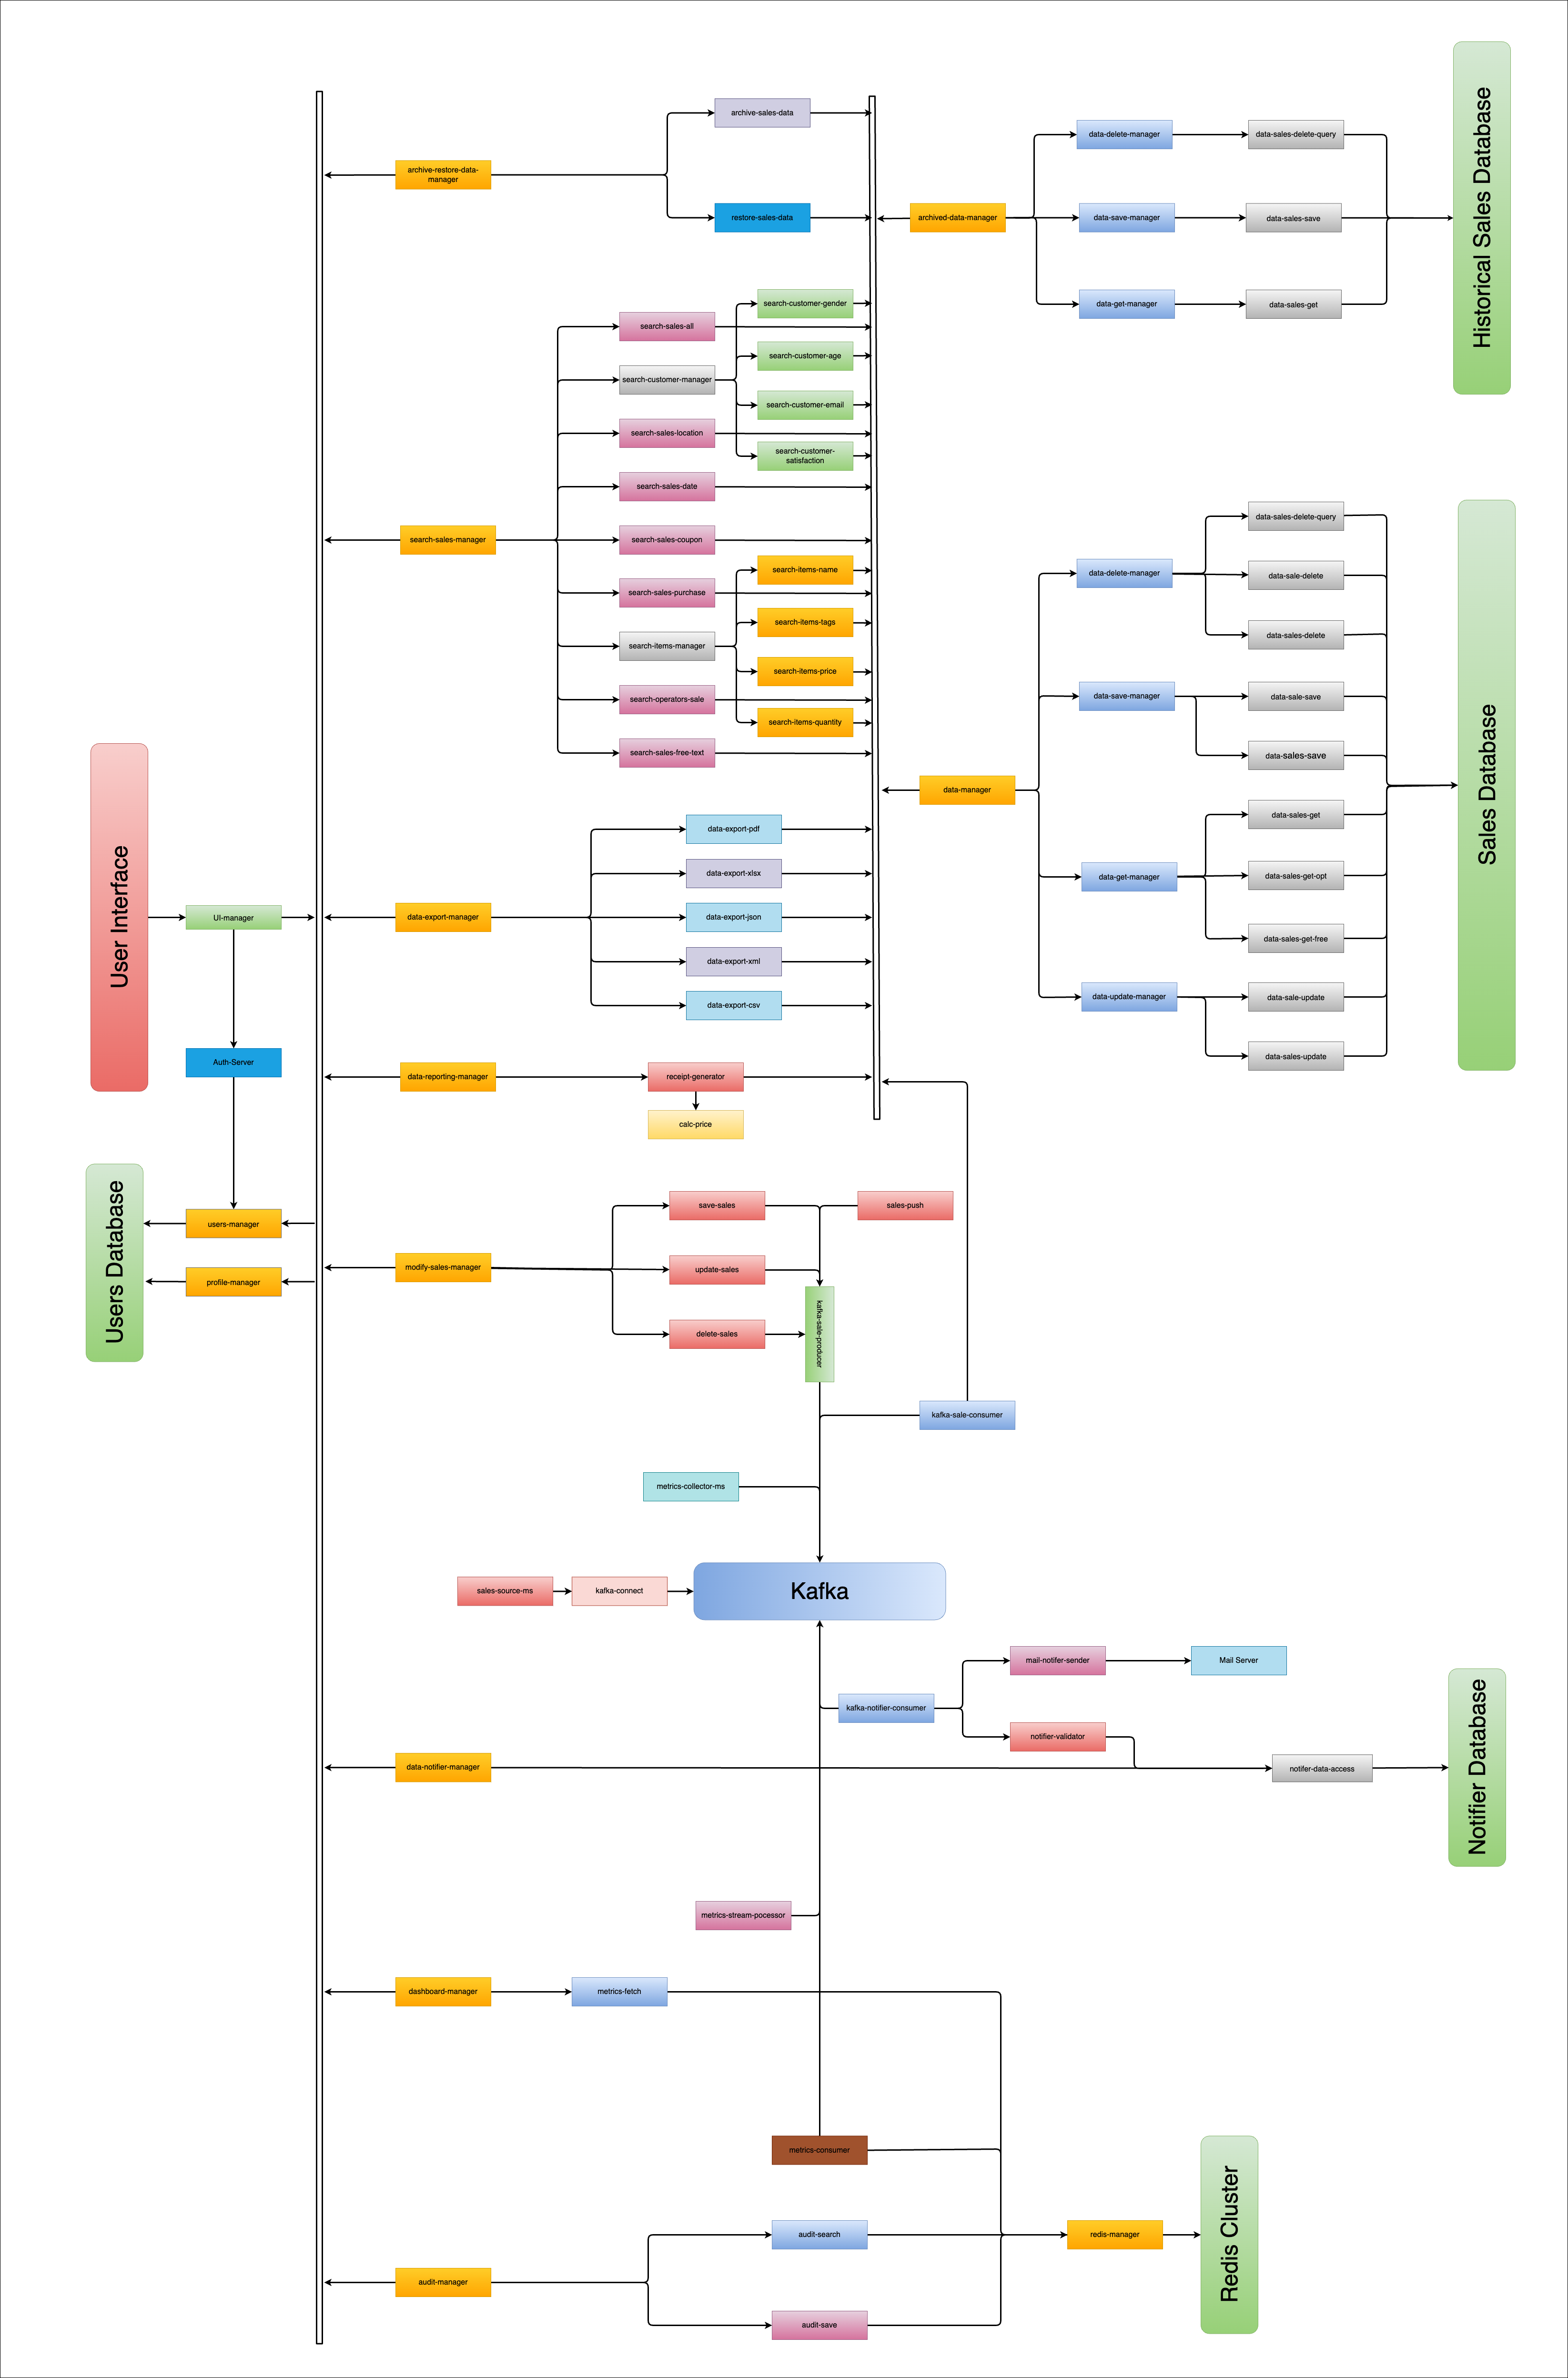 Historical Sales Database
archive-sales-data
data-delete-manager
data-sales-delete-query
archive-restore-data-
manager
restore-sales-data
archived-data-manager
data-save-manager
data-sales-save
search-customer-gender
data-get-manager
data-sales-get
search-sales-all
search-customer-age
search-customer-manager
search-customer-email
search-sales-location
search-customer-
satisfaction
search-sales-date
search-sales-manager
search-sales-coupon
search-items-name
search-sales-purchase
search-items-tags
search-items-manager
search-items-price
search-operators-sale
search-items-quantity
search-sales-free-text
Sales Database
data-sales-delete-query
data-delete-manager
data-sale-delete
data-sales-delete
data-save-manager
data-sale-save
data-sales-save
data-manager
data-sales-get
data-get-manager
data-sales-get-opt
data-sales-get-free
data-update-manager
data-sale-update
data-sales-update
User Interface
UI-manager
data-export-manager
data-export-pdf
data-export-xlsx
data-export-json
data-export-xml
data-export-csv
Auth-Server
data-reporting-manager
receipt-generator
calc-price
Users Database
users-manager
profile-manager
modify-sales-manager
save-sales
sales-push
update-sales
delete-sales
kafka-sale-producer
kafka-sale-consumer
metrics-collector-ms
sales-source-ms
kafka-connect
Kafka
mail-notifer-sender
Mail Server
kafka-notifier-consumer
notifier-validator
data-notifier-manager
notifer-data-access
Notifier Database
metrics-stream-pocessor
dashboard-manager
metrics-fetch
metrics-consumer
audit-search
redis-manager
Redis Cluster
audit-manager
audit-save